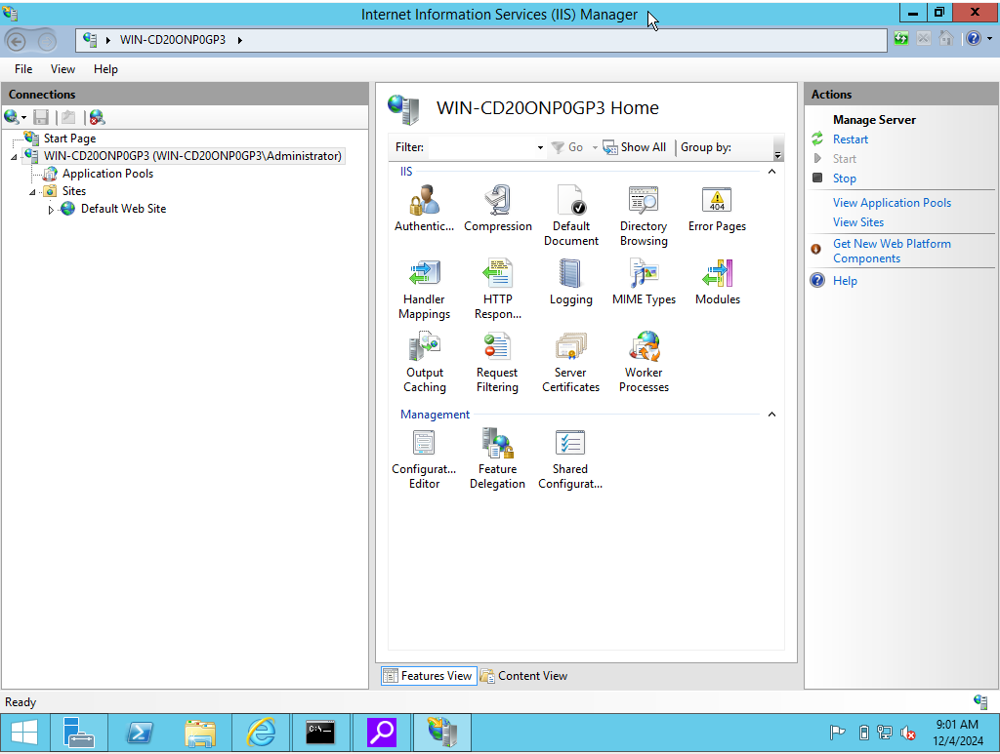 Internet Information Services (IIS) Manager
WIN-CD20ONP0GP3
File View Help
Connections
Start Page
WIN-CD20ONP0GP3 (WIN-CD20ONP0GP3\Administrator)
Application Pools
Sites
Default Web Site
WIN-CD20ONP0GP3 Home
Filter: Go Show All Group by:
IIS
Authentic... Compression Default Document Directory Browsing Error Pages
Handler Mappings HTTP Respon... Logging MIME Types Modules
Output Caching Request Filtering Server Certificates Worker Processes
Management
Configurat... Editor Feature Delegation Shared Configurat...
Features View Content View
Actions
Manage Server
Restart
Start
Stop
View Application Pools
View Sites
Get New Web Platform
Components
Help
Ready
9:01 AM
12/4/2024